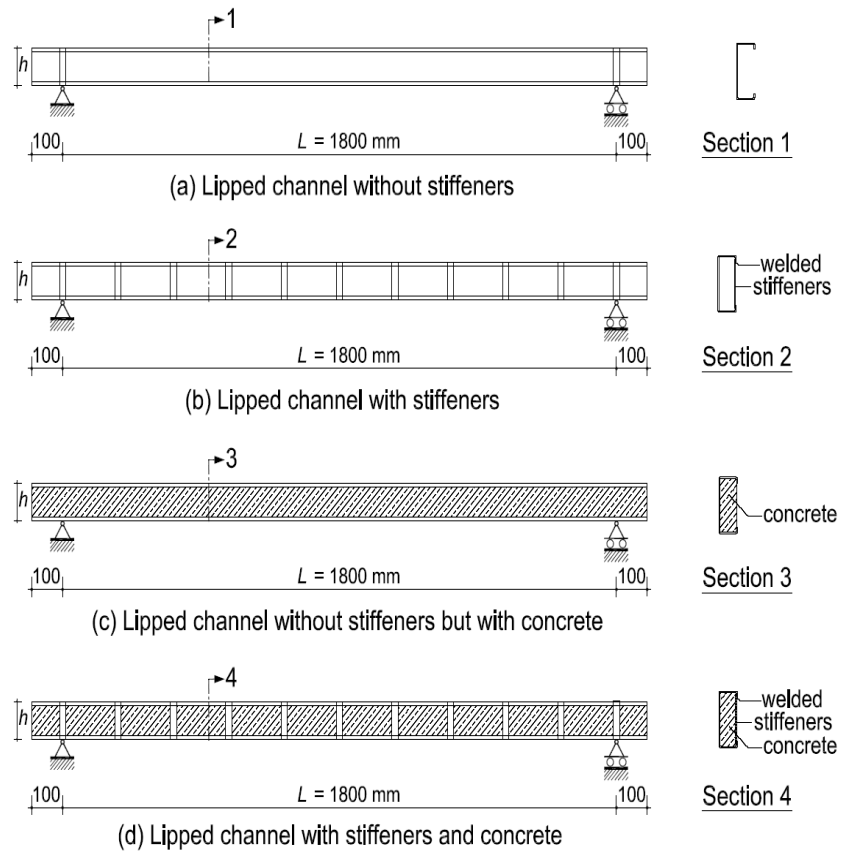 1
h
100 L = 1800 mm 100
Section 1
(a) Lipped channel without stiffeners
2
h
welded
stiffeners
100 L = 1800 mm 100
Section 2
(b) Lipped channel with stiffeners
3
h
concrete
100 L = 1800 mm 100
Section 3
(c) Lipped channel without stiffeners but with concrete
4
h
welded
stiffeners
concrete
100 L = 1800 mm 100
Section 4
(d) Lipped channel with stiffeners and concrete